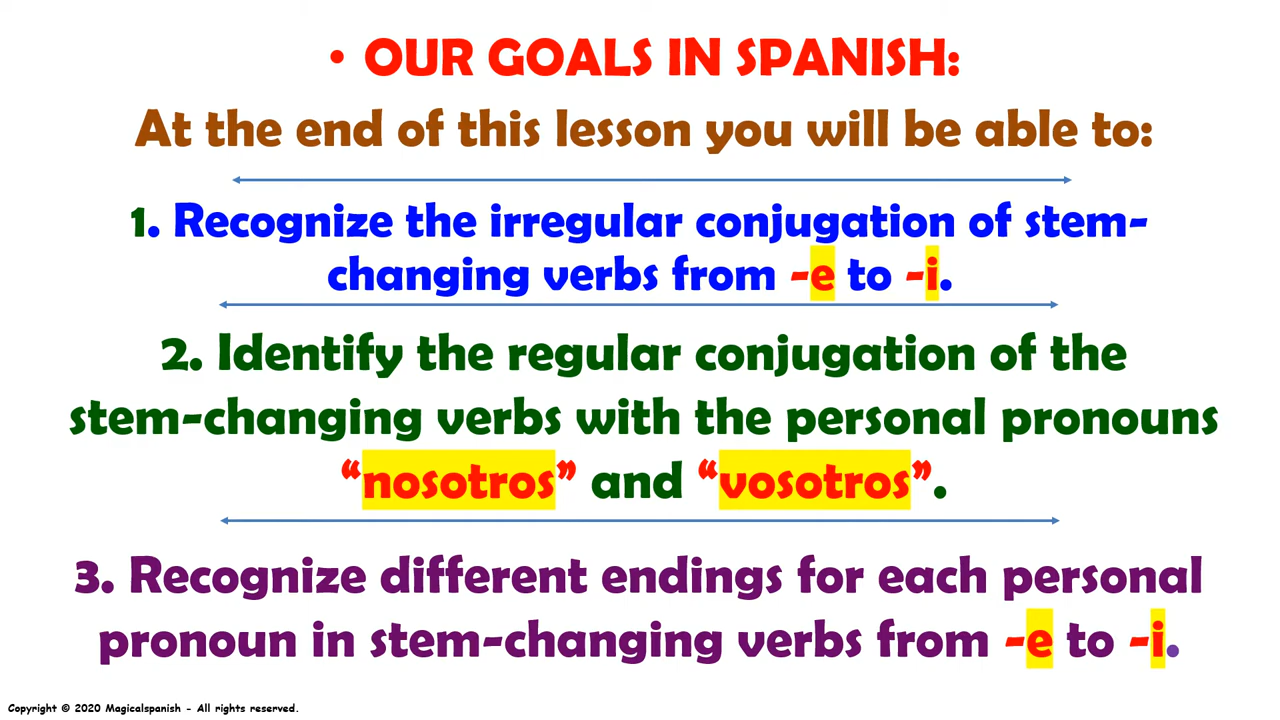 • OUR GOALS IN SPANISH:
At the end of this lesson you will be able to:
1. Recognize the irregular conjugation of stem-
changing verbs from -e to -i.
2. Identify the regular conjugation of the
stem-changing verbs with the personal pronouns
“nosotros” and “vosotros”.
3. Recognize different endings for each personal
pronoun in stem-changing verbs from -e to -i.
Copyright © 2020 Magicalspanish - All rights reserved.